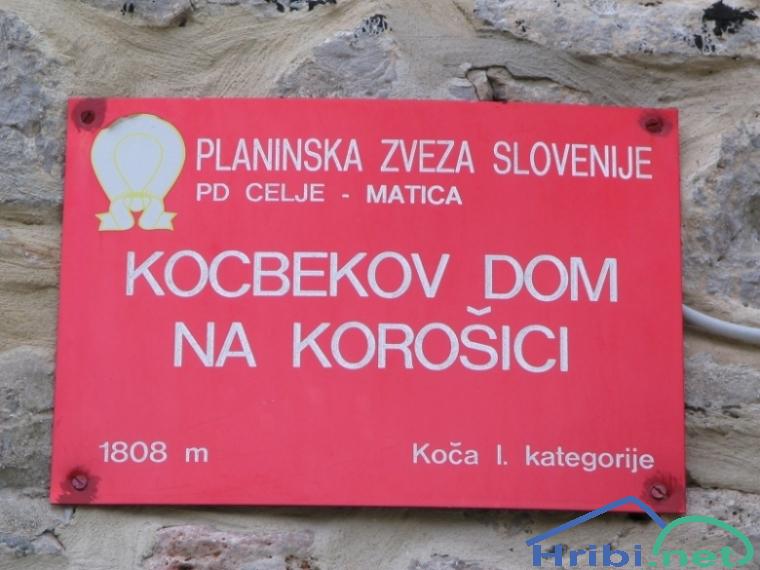 PLANINSKA ZVEZA SLOVENIJE
PD CELJE - MATICA
KOCBEKOV DOM
NA KOROŠICI
1808 m
Koča I. kategorije
Hribi.net